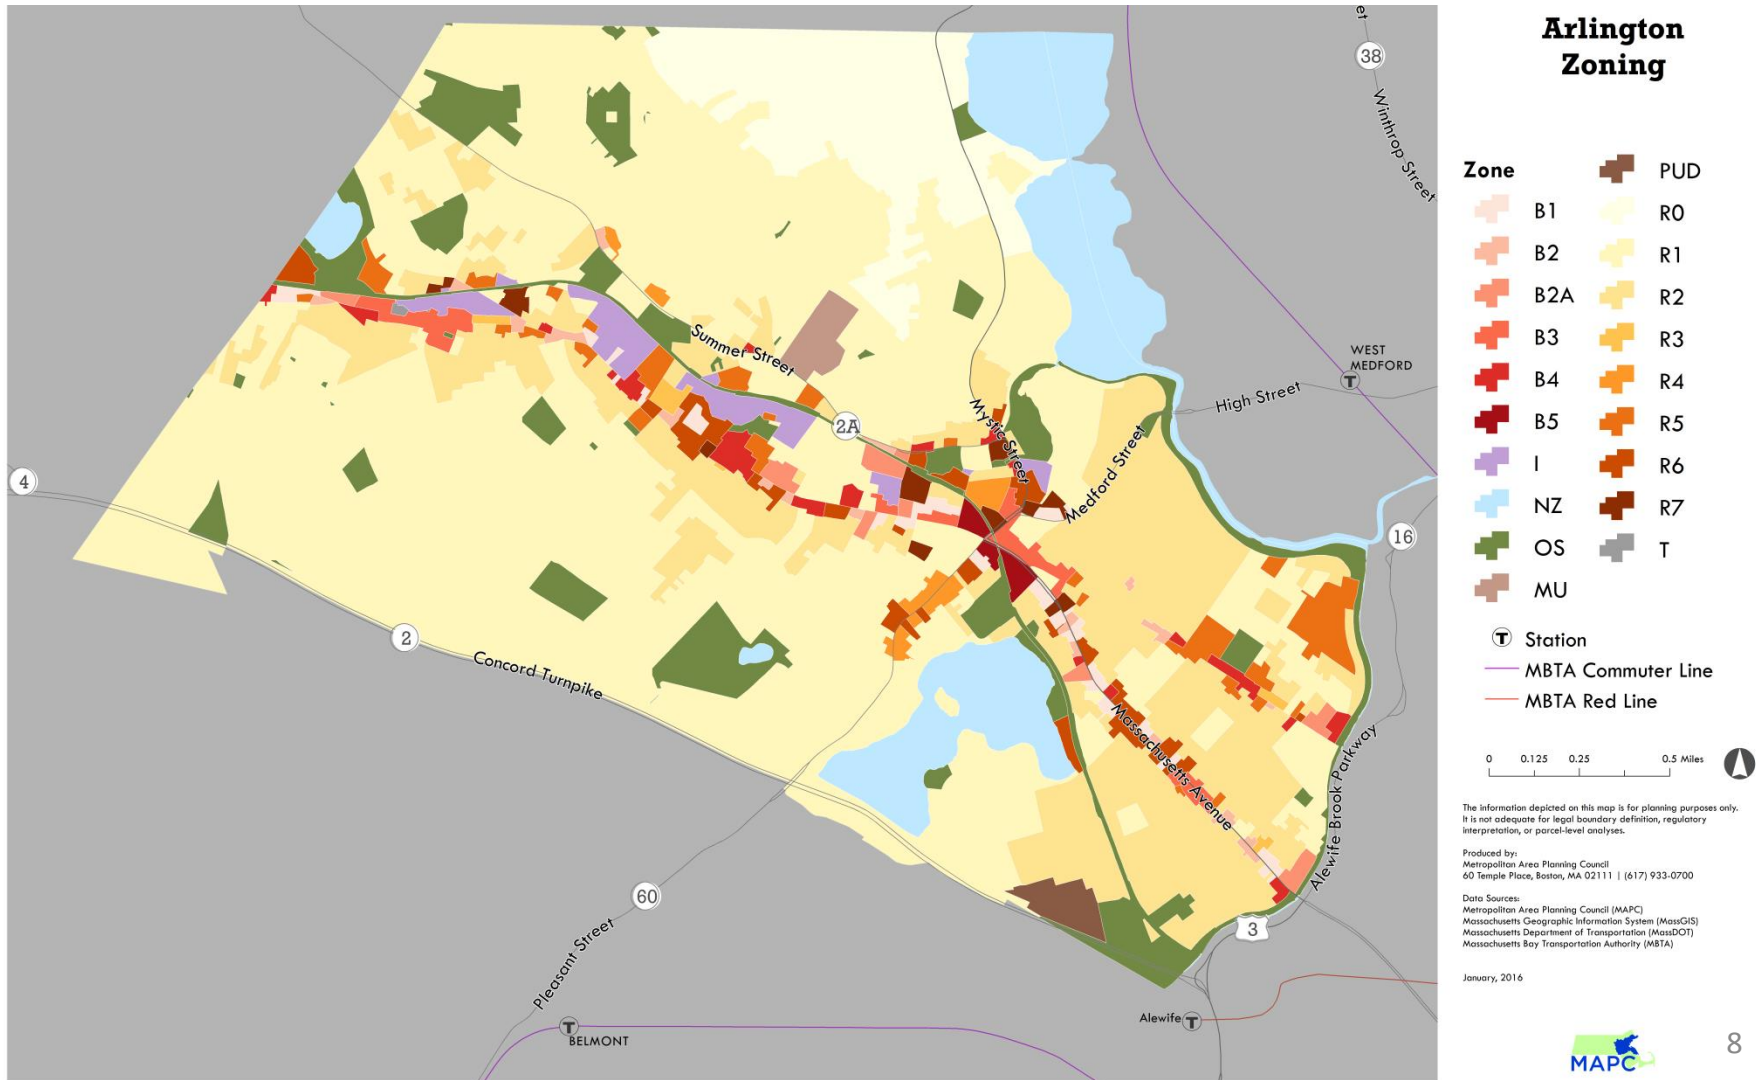 Arlington
Zoning
Zone
B1
B2
B2A
B3
B4
B5
I
NZ
OS
MU
PUD
R0
R1
R2
R3
R4
R5
R6
R7
T
T Station
MBTA Commuter Line
MBTA Red Line
0 0.125 0.25 0.5 Miles
The information depicted on this map is for planning purposes only.
It is not adequate for legal boundary definition, regulatory
interpretation, or parcel-level analyses.
Produced by:
Metropolitan Area Planning Council
60 Temple Place, Boston, MA 02111 | (617) 933-0700
Data Sources:
Metropolitan Area Planning Council (MAPC)
Massachusetts Geographic Information System (MassGIS)
Massachusetts Department of Transportation (MassDOT)
Massachusetts Bay Transportation Authority (MBTA)
January, 2016
MAPC
8
et
38
Winthrop Street
WEST
MEDFORD
T
High Street
Summer Street
2A
Mystic Street
Medford Street
4
16
2
Concord Turnpike
Massachusetts Avenue
Alewife Brook Parkway
60
3
Pleasant Street
T
BELMONT
Alewife T